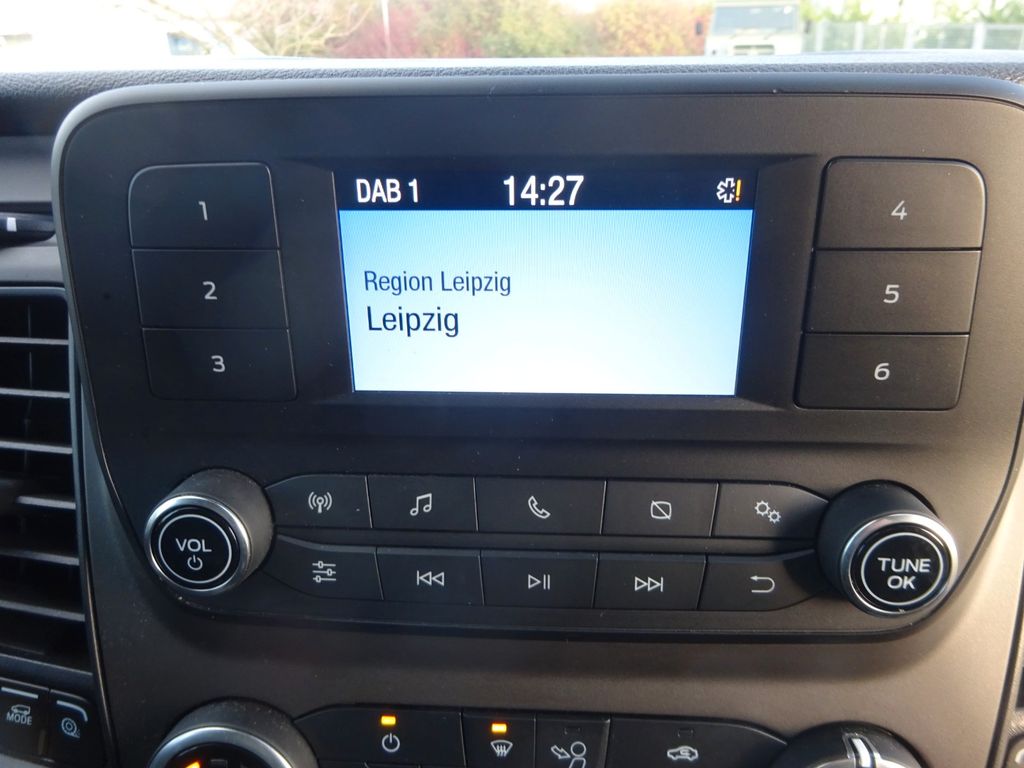 DAB 1 14:27
Region Leipzig
Leipzig
1
2
3
4
5
6
VOL
TUNE
OK
MODE